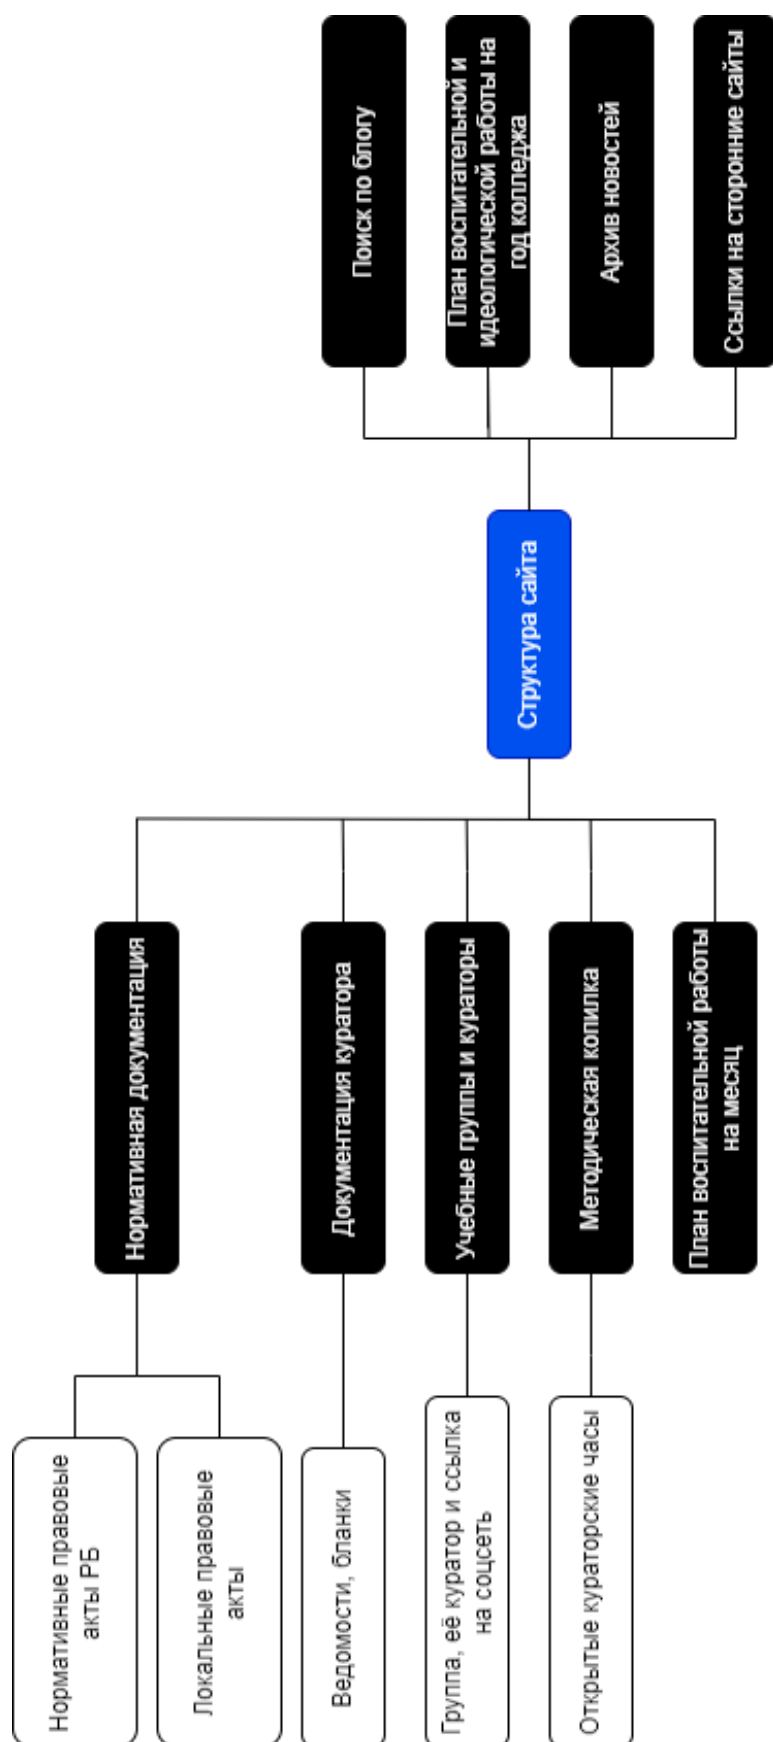 Поиск по блогу
План воспитательной и
идеологической работы на
год колледжа
Архив новостей
Ссылки на сторонние сайты
Структура сайта
Нормативная документация
Документация куратора
Учебные группы и кураторы
Методическая копилка
План воспитательной работы
на месяц
Нормативные правовые
акты РБ
Локальные правовые
акты
Ведомости, бланки
Группа, её куратор и ссылка
на соцсеть
Открытые кураторские часы